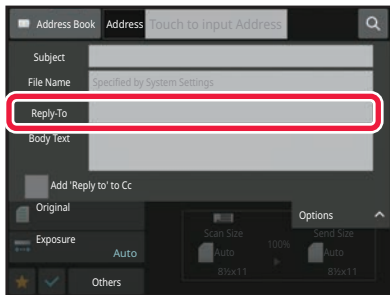 Address Book Address Touch to input Address
Subject
File Name Specified by System Settings
Reply-To
Body Text
Add 'Reply to' to Cc
Original
Options
Exposure
Auto
Scan Size
100%
Send Size
Auto
Auto
8½x11
8½x11
Others